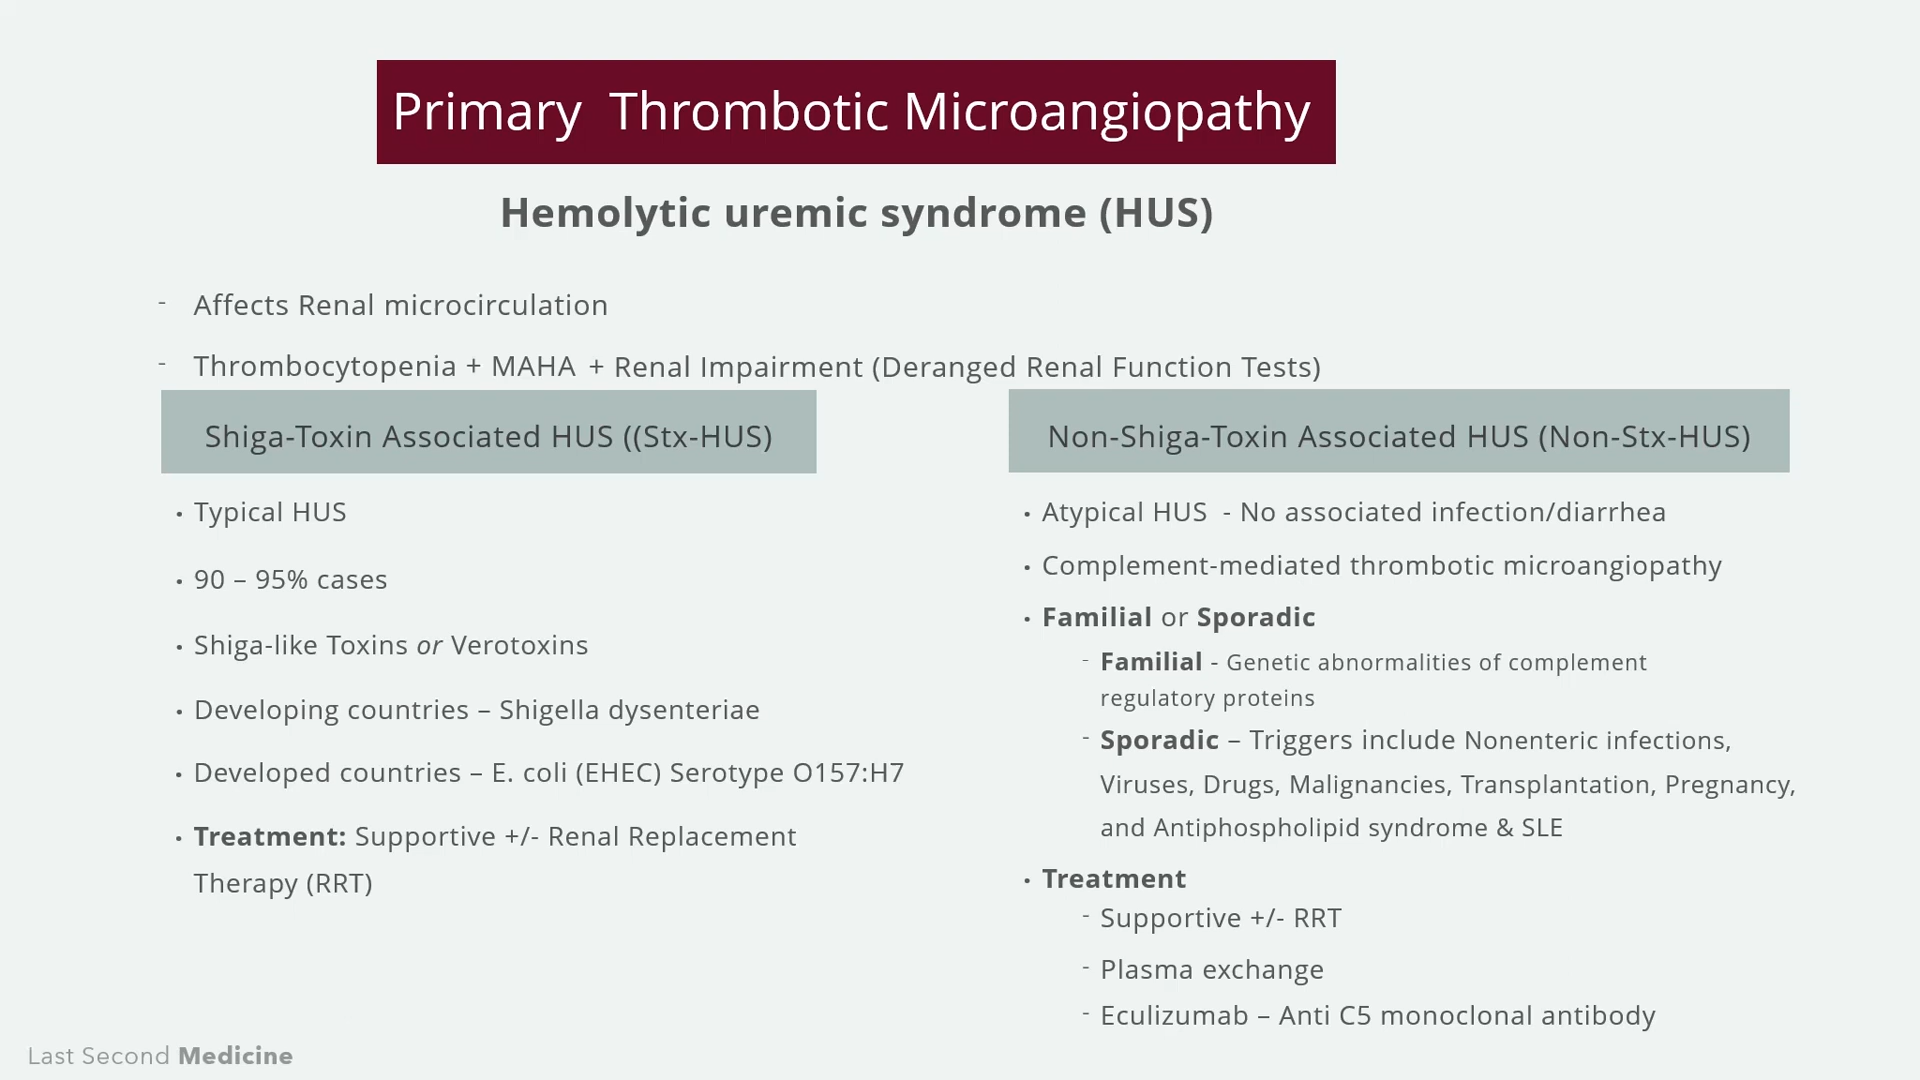 Primary Thrombotic Microangiopathy
Hemolytic uremic syndrome (HUS)
- Affects Renal microcirculation
- Thrombocytopenia + MAHA + Renal Impairment (Deranged Renal Function Tests)
Shiga-Toxin Associated HUS ((Stx-HUS)
• Typical HUS
• 90 – 95% cases
• Shiga-like Toxins or Verotoxins
• Developing countries – Shigella dysenteriae
• Developed countries – E. coli (EHEC) Serotype O157:H7
• Treatment: Supportive +/- Renal Replacement
Therapy (RRT)
Non-Shiga-Toxin Associated HUS (Non-Stx-HUS)
• Atypical HUS - No associated infection/diarrhea
• Complement-mediated thrombotic microangiopathy
• Familial or Sporadic
- Familial - Genetic abnormalities of complement
regulatory proteins
- Sporadic – Triggers include Nonenteric infections,
Viruses, Drugs, Malignancies, Transplantation, Pregnancy,
and Antiphospholipid syndrome & SLE
• Treatment
- Supportive +/- RRT
- Plasma exchange
- Eculizumab – Anti C5 monoclonal antibody
Last Second Medicine